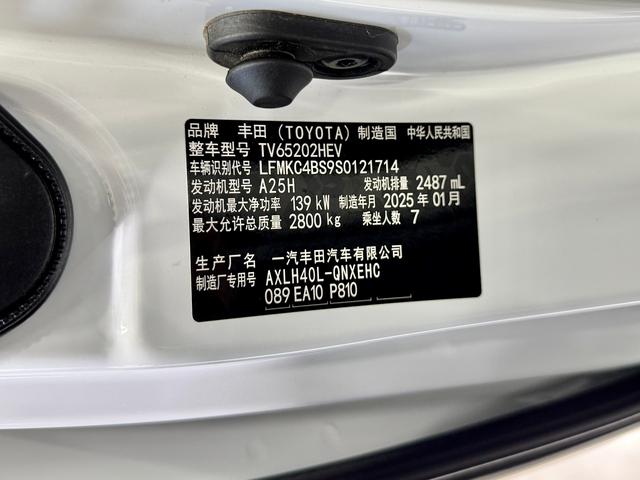 品牌 丰田 (TOYOTA) 制造国 中华人民共和国
整车型号 TV65202HEV
车辆识别代号 LFMKC4BS9S0121714
发动机型号 A25H 发动机排量 2487 mL
发动机最大净功率 139 kW 制造年月 2025 年 01 月
最大允许总质量 2800 kg 乘坐人数 7
生产厂名 一汽丰田汽车有限公司
制造厂专用号 AXLH40L-QNXEHC
089 EA10 P810